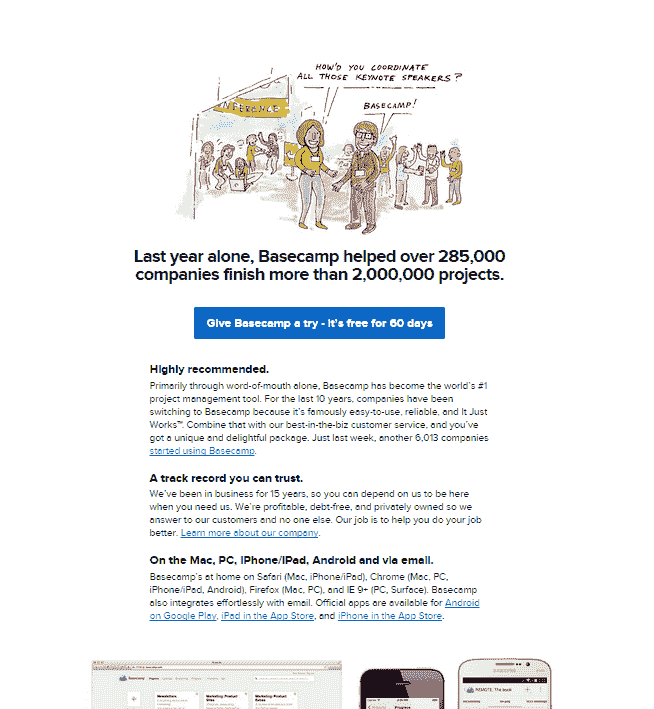 HOW'D YOU COORDINATE
ALL THOSE KEYNOTE SPEAKERS?
BASECAMP!
NFERENCE
Last year alone, Basecamp helped over 285,000
companies finish more than 2,000,000 projects.
Give Basecamp a try - it's free for 60 days
Highly recommended.
Primarily through word-of-mouth alone, Basecamp has become the world's #1
project management tool. For the last 10 years, companies have been
switching to Basecamp because it's famously easy-to-use, reliable, and It Just
Works™. Combine that with our best-in-the-biz customer service, and you've
got a unique and delightful package. Just last week, another 6,013 companies
started using Basecamp.
A track record you can trust.
We've been in business for 15 years, so you can depend on us to be here
when you need us. We're profitable, debt-free, and privately owned so we
answer to our customers and no one else. Our job is to help you do your job
better. Learn more about our company.
On the Mac, PC, iPhone/iPad, Android and via email.
Basecamp's at home on Safari (Mac, iPhone/iPad), Chrome (Mac, PC,
iPhone/iPad, Android), Firefox (Mac, PC), and IE 9+ (PC, Surface). Basecamp
also integrates effortlessly with email. Official apps are available for Android
on Google Play, iPad in the App Store, and iPhone in the App Store.
Basecamp
Newsletters
Marketing Product
Marketing Product
Progress
REMOTE: The book